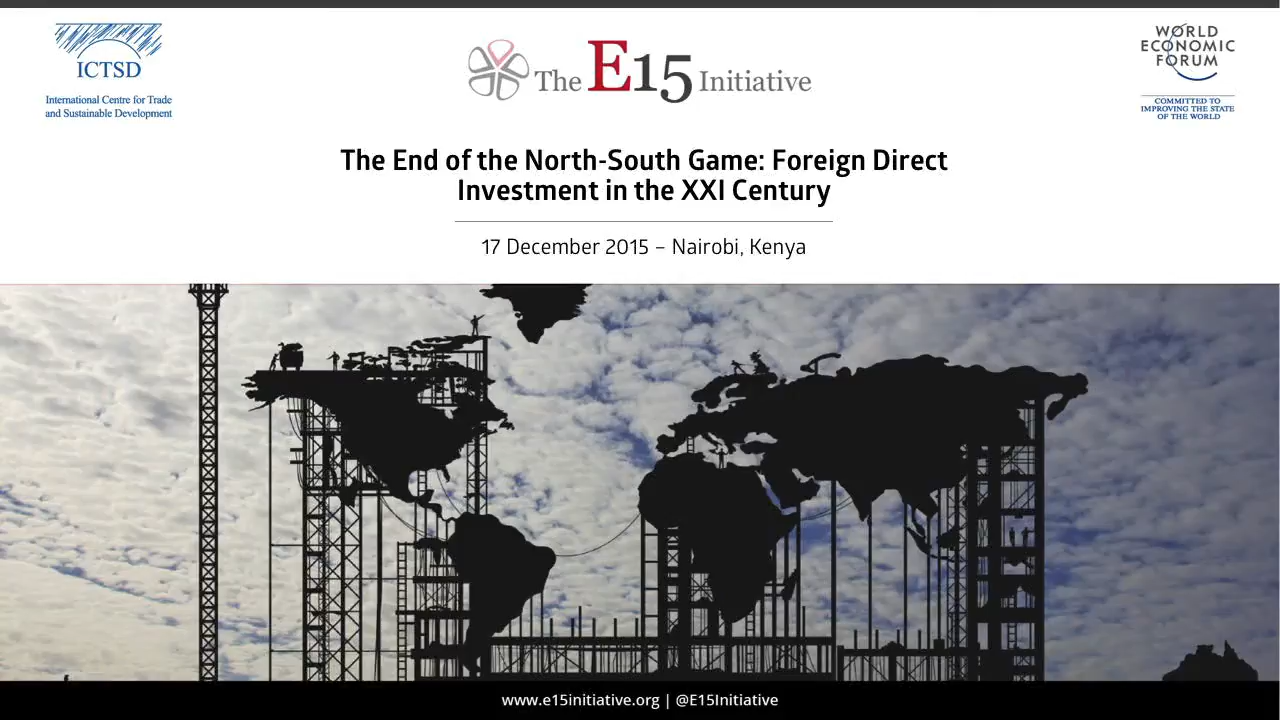 ICTSD
International Centre for Trade
and Sustainable Development
The E15 Initiative
WORLD
ECONOMIC
FORUM
COMMITTED TO
IMPROVING THE STATE
OF THE WORLD
The End of the North-South Game: Foreign Direct
Investment in the XXI Century
17 December 2015 – Nairobi, Kenya
www.e15initiative.org | @E15Initiative